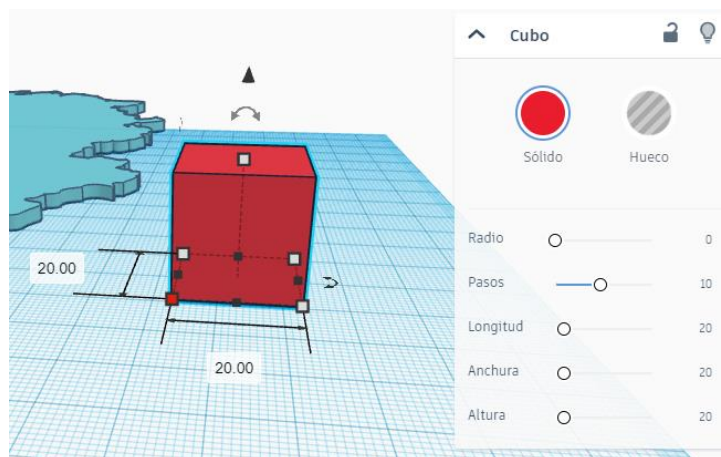 Cubo
Sólido
Hueco
Radio 0
Pasos 10
Longitud 20
Anchura 20
Altura 20
20.00
20.00